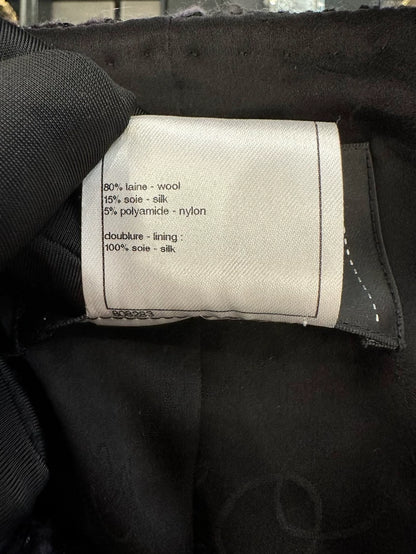 80% laine - wool
15% soie - silk
5% polyamide - nylon
doublure - lining :
100% soie - silk